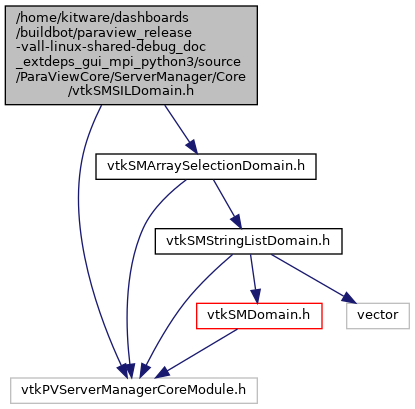 /home/kitware/dashboards
/buildbot/paraview_release
-vall-linux-shared-debug_doc
_extdeps_gui_mpi_python3/source
/ParaViewCore/ServerManager/Core
/vtkSMSILDomain.h
vtkSMArraySelectionDomain.h
vtkSMStringListDomain.h
vtkSMDomain.h
vector
vtkPVServerManagerCoreModule.h